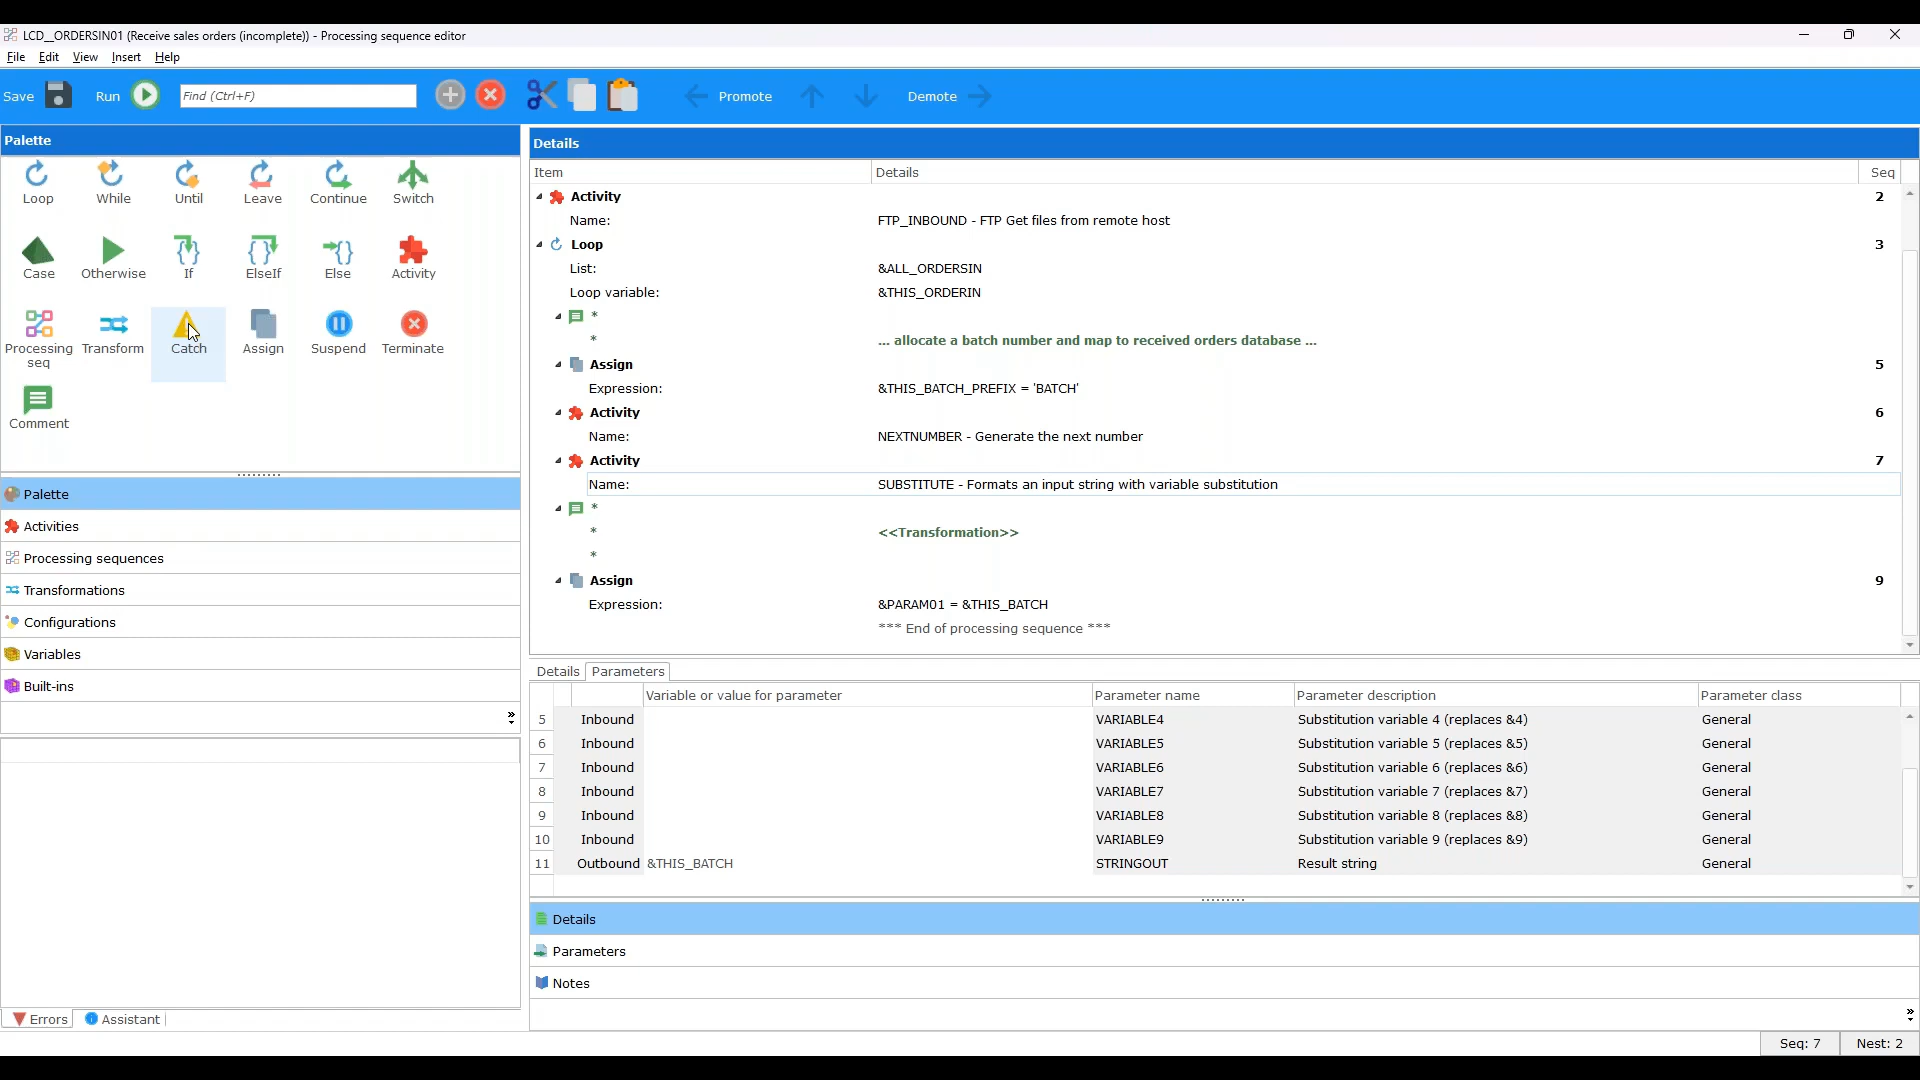 LCD__ORDERSIN01 (Receive sales orders (incomplete)) - Processing sequence editor
File Edit View Insert Help
Save Run Find (Ctrl+F) Promote Demote
Palette
Loop While Until Leave Continue Switch
Case Otherwise If ElseIf Else Activity
Processing seq Transform Catch Assign Suspend Terminate
Comment
Palette
Activities
Processing sequences
Transformations
Configurations
Variables
Built-ins
Errors Assistant
Details
Item Details Seq
Activity 2
Name: FTP_INBOUND - FTP Get files from remote host
Loop 3
List: &ALL_ORDERSIN
Loop variable: &THIS_ORDERIN
*
* ... allocate a batch number and map to received orders database ...
Assign 5
Expression: &THIS_BATCH_PREFIX = 'BATCH'
Activity 6
Name: NEXTNUMBER - Generate the next number
Activity 7
Name: SUBSTITUTE - Formats an input string with variable substitution
*
* <<Transformation>>
*
Assign 9
Expression: &PARAM01 = &THIS_BATCH
*** End of processing sequence ***
Details Parameters
Variable or value for parameter Parameter name Parameter description Parameter class
5 Inbound VARIABLE4 Substitution variable 4 (replaces &4) General
6 Inbound VARIABLE5 Substitution variable 5 (replaces &5) General
7 Inbound VARIABLE6 Substitution variable 6 (replaces &6) General
8 Inbound VARIABLE7 Substitution variable 7 (replaces &7) General
9 Inbound VARIABLE8 Substitution variable 8 (replaces &8) General
10 Inbound VARIABLE9 Substitution variable 9 (replaces &9) General
11 Outbound &THIS_BATCH STRINGOUT Result string General
Details
Parameters
Notes
Seq: 7 Nest: 2